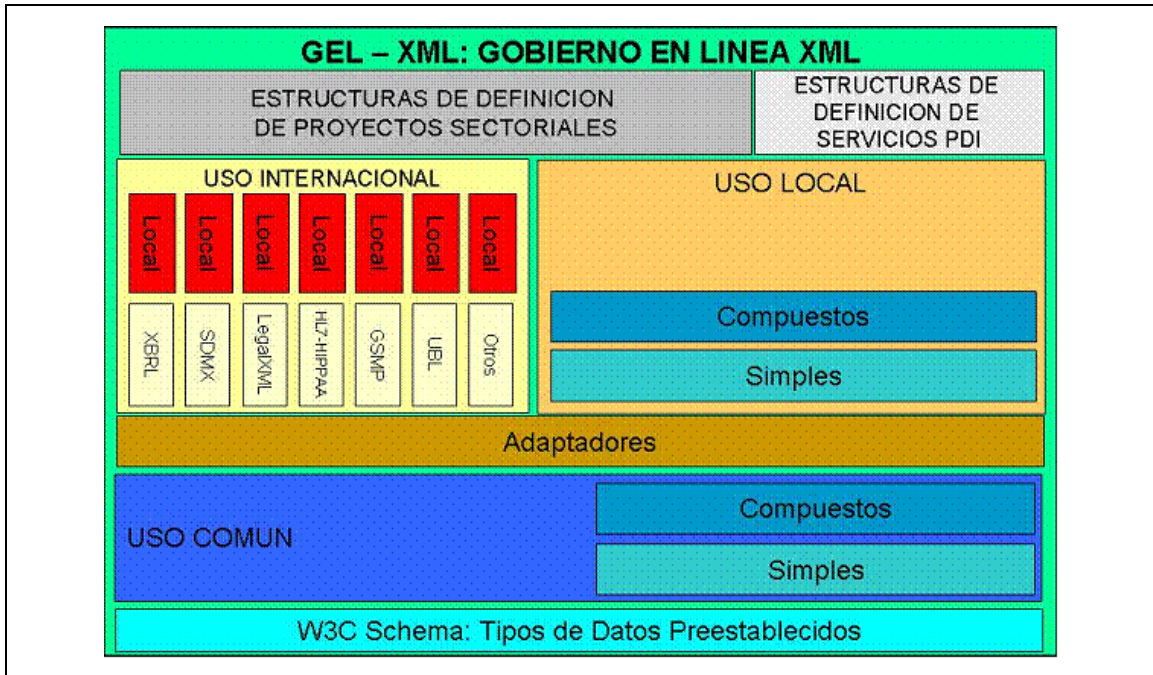 GEL – XML: GOBIERNO EN LINEA XML
ESTRUCTURAS DE DEFINICION
DE PROYECTOS SECTORIALES
ESTRUCTURAS DE
DEFINICION DE
SERVICIOS PDI
USO INTERNACIONAL
Local
Local
Local
Local
Local
Local
Local
XBRL
SDMX
LegalXML
HL7-HIPPAA
GSMP
UBL
Otros
USO LOCAL
Compuestos
Simples
Adaptadores
USO COMUN
Compuestos
Simples
W3C Schema: Tipos de Datos Preestablecidos